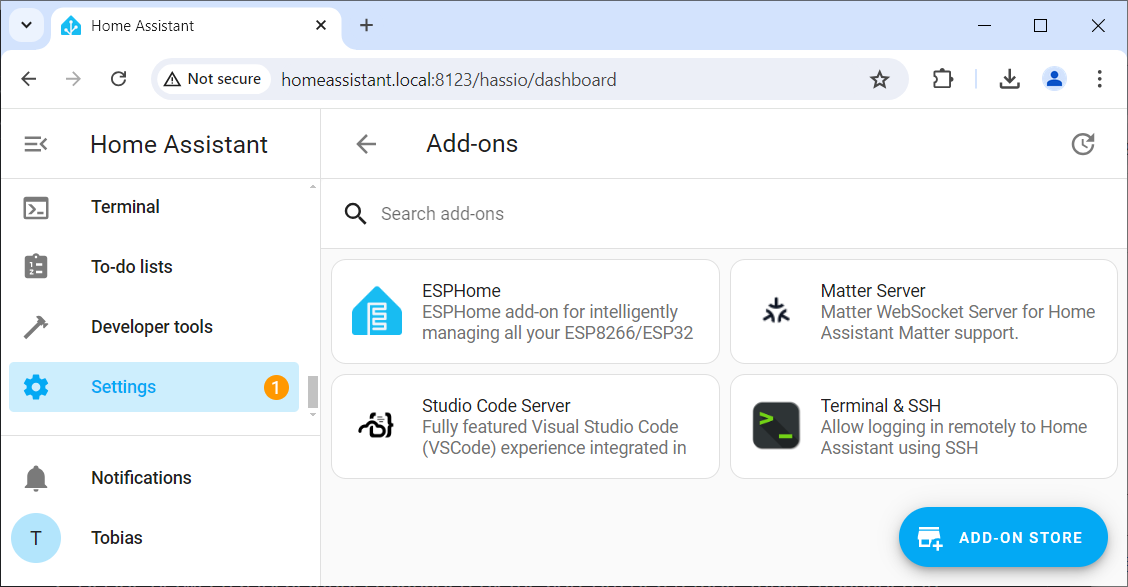 Home Assistant
Not secure
homeassistant.local:8123/hassio/dashboard
Home Assistant
Add-ons
Terminal
To-do lists
Developer tools
Settings
1
Notifications
T
Tobias
Search add-ons
ESPHome
ESPHome add-on for intelligently
managing all your ESP8266/ESP32
Matter Server
Matter WebSocket Server for Home
Assistant Matter support.
Studio Code Server
Fully featured Visual Studio Code
(VSCode) experience integrated in
Terminal & SSH
Allow logging in remotely to Home
Assistant using SSH
ADD-ON STORE